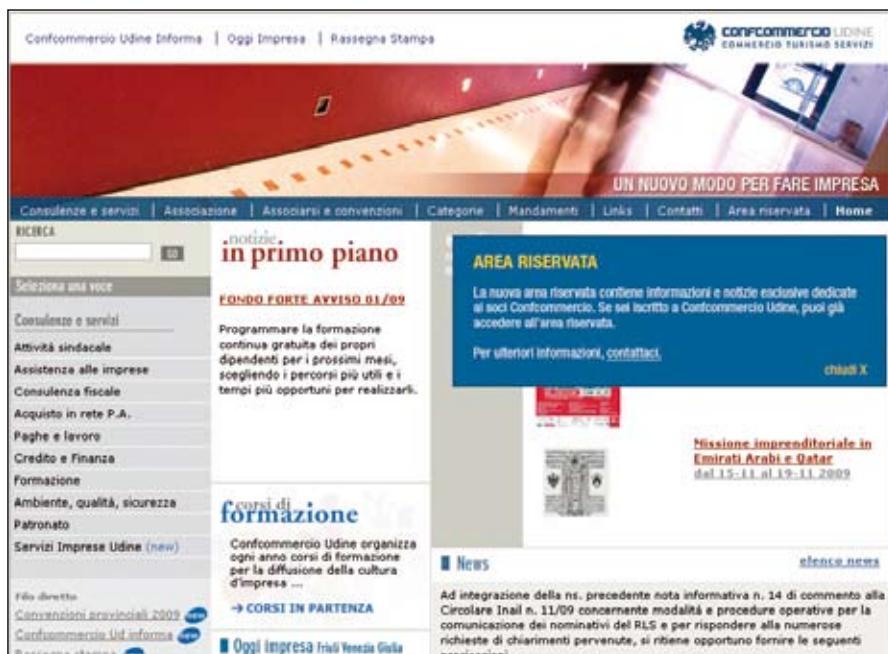 Confcommercio Udine Informa | Oggi Impresa | Rassegna Stampa
CONFCOMMERCIO UDINE
COMMERCIO TURISMO SERVIZI
UN NUOVO MODO PER FARE IMPRESA
Consulenze e servizi | Associazione | Associarsi e convenzioni | Categorie | Mandamenti | Links | Contatti | Area riservata | Home
RICERCA
GO
Seleziona una voce
Consulenze e servizi
Attività sindacale
Assistenza alle imprese
Consulenza fiscale
Acquisto in rete P.A.
Paghe e lavoro
Credito e Finanza
Formazione
Ambiente, qualità, sicurezza
Patronato
Servizi Imprese Udine (new)
Filo diretto
Convenzioni provinciali 2009 new
Confcommercio Ud informa new
Rassegna stampa
notizie
in primo piano
FONDO FORTE AVVISO 01/09
Programmare la formazione
continua gratuita dei propri
dipendenti per i prossimi mesi,
scegliendo i percorsi più utili e i
tempi più opportuni per realizzarli.
corsi di
formazione
Confcommercio Udine organizza
ogni anno corsi di formazione
per la diffusione della cultura
d'impresa ...
→ CORSI IN PARTENZA
Oggi Impresa Friuli Venezia Giulia
AREA RISERVATA
La nuova area riservata contiene informazioni e notizie esclusive dedicate
ai soci Confcommercio. Se sei iscritto a Confcommercio Udine, puoi già
accedere all'area riservata.
Per ulteriori informazioni, contattaci.
chiudi X
Missione imprenditoriale in
Emirati Arabi e Qatar
dal 15-11 al 19-11 2009
News
elenco news
Ad integrazione della ns. precedente nota informativa n. 14 di commento alla
Circolare Inail n. 11/09 concernente modalità e procedure operative per la
comunicazione dei nominativi del RLS e per rispondere alla numerose
richieste di chiarimenti pervenute, si ritiene opportuno fornire le seguenti